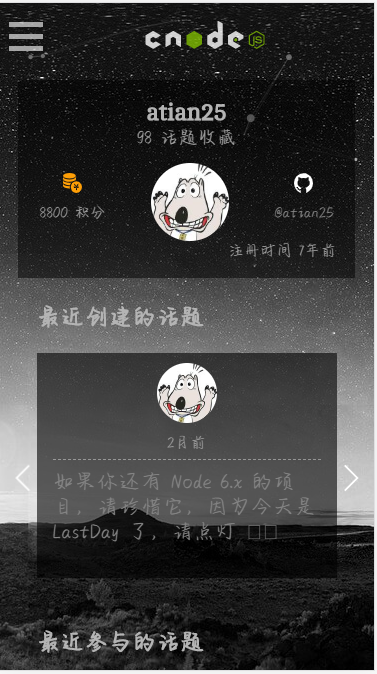 cnode JS
atian25
98 话题收藏
8800 积分
@atian25
注册时间 7年前
最近创建的话题
2月前
如果你还有 Node 6.x 的项
目，请珍惜它，因为今天是
LastDay 了，请点灯 □□
最近参与的话题